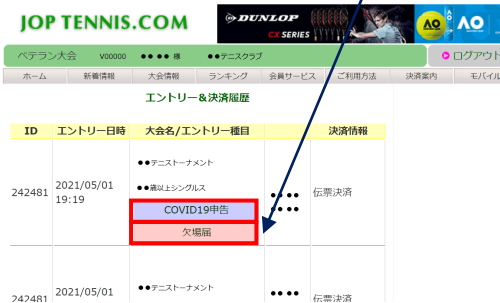 JOP TENNIS.COM
DUNLOP
CX SERIES
AO
AO
ベテラン大会 V00000 ●●●● 様 ●●テニスクラブ
ログアウト
ホーム 新着情報 大会情報 ランキング 会員サービス ご利用方法 決済案内 モバイル
エントリー&決済履歴
ID エントリー日時 大会名/エントリー種目 決済情報
●●テニストーナメント
●●歳以上シングルス
242481 2021/05/01 19:19 ●●●● ●●●● 伝票決済
COVID19申告
欠場届
●●テニストーナメント
242481 2021/05/01 ●●●● 伝票決済